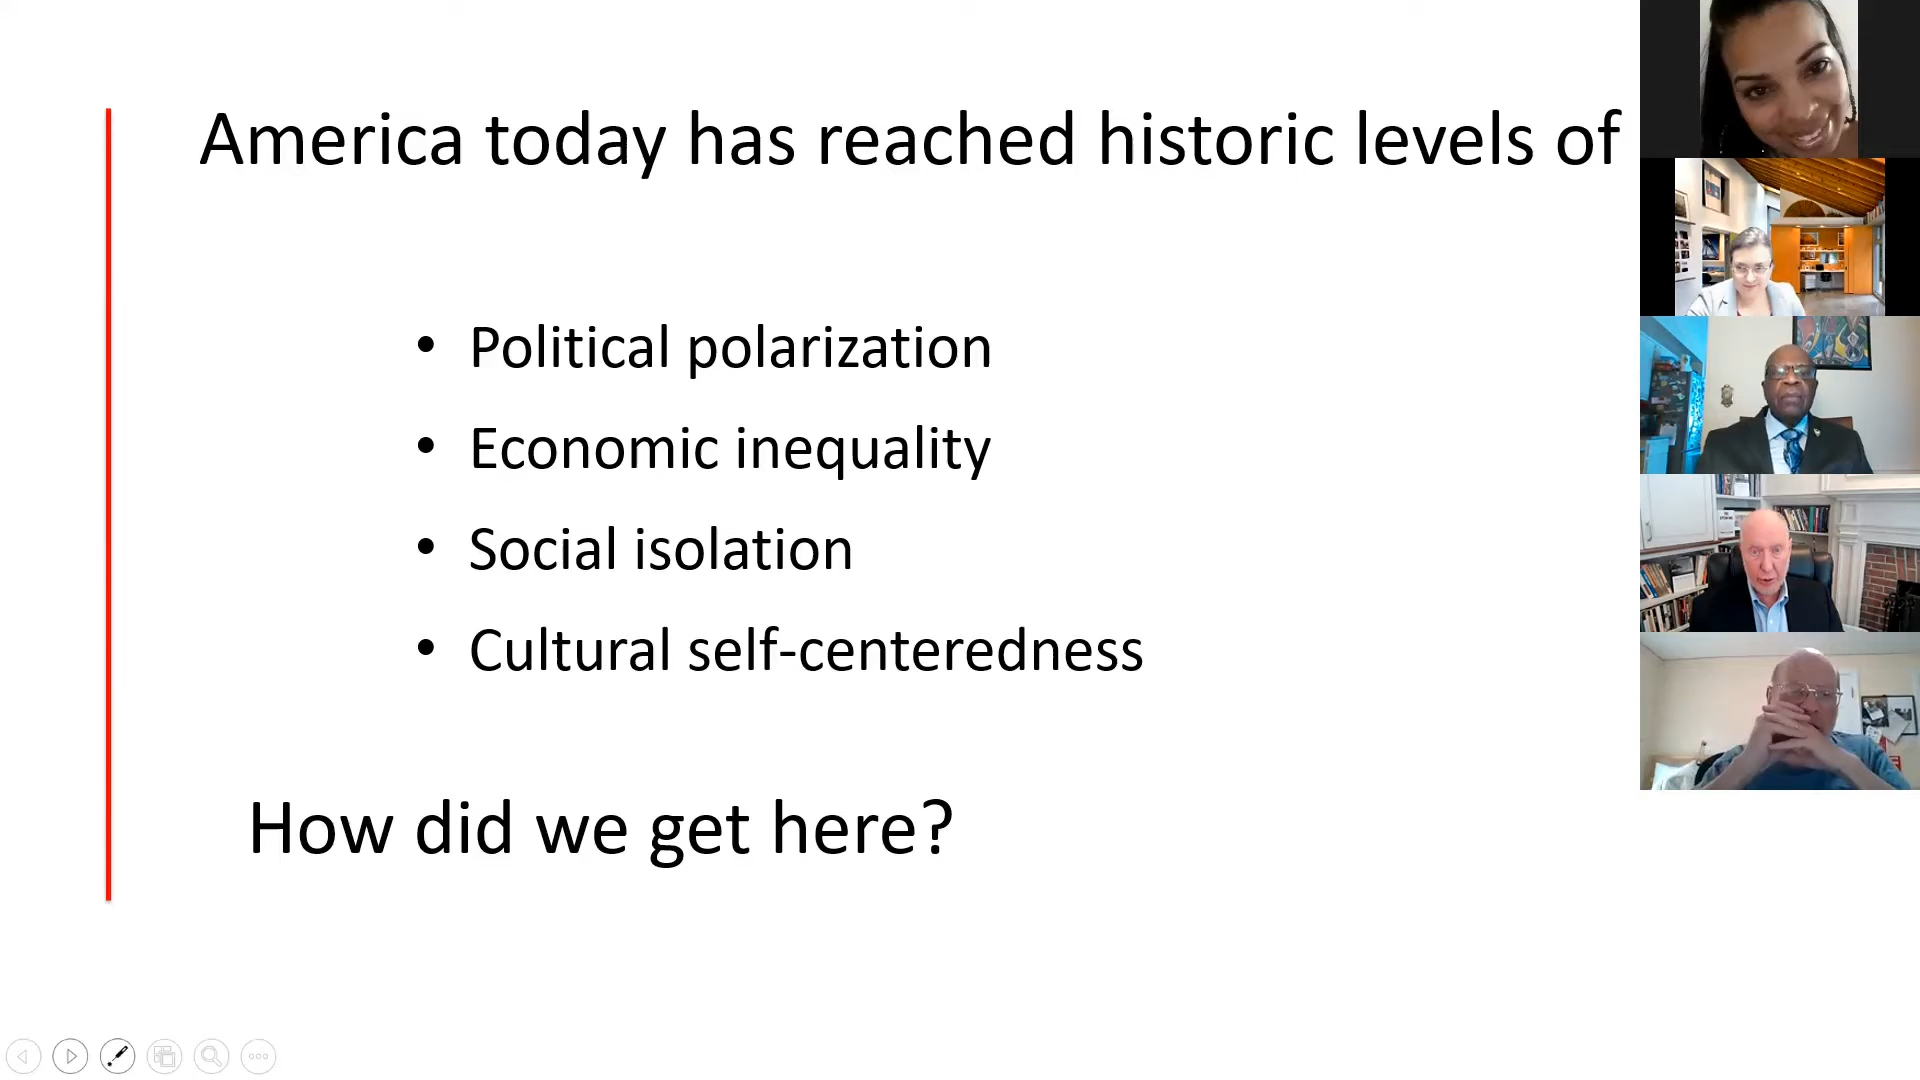 America today has reached historic levels of
• Political polarization
• Economic inequality
• Social isolation
• Cultural self-centeredness
How did we get here?